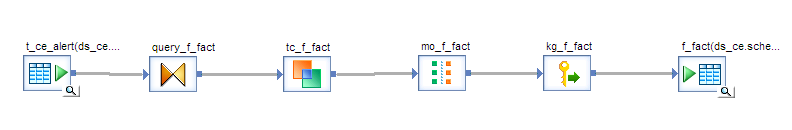 t_ce_alert(ds_ce....
query_f_fact
tc_f_fact
mo_f_fact
kg_f_fact
f_fact(ds_ce.sche...